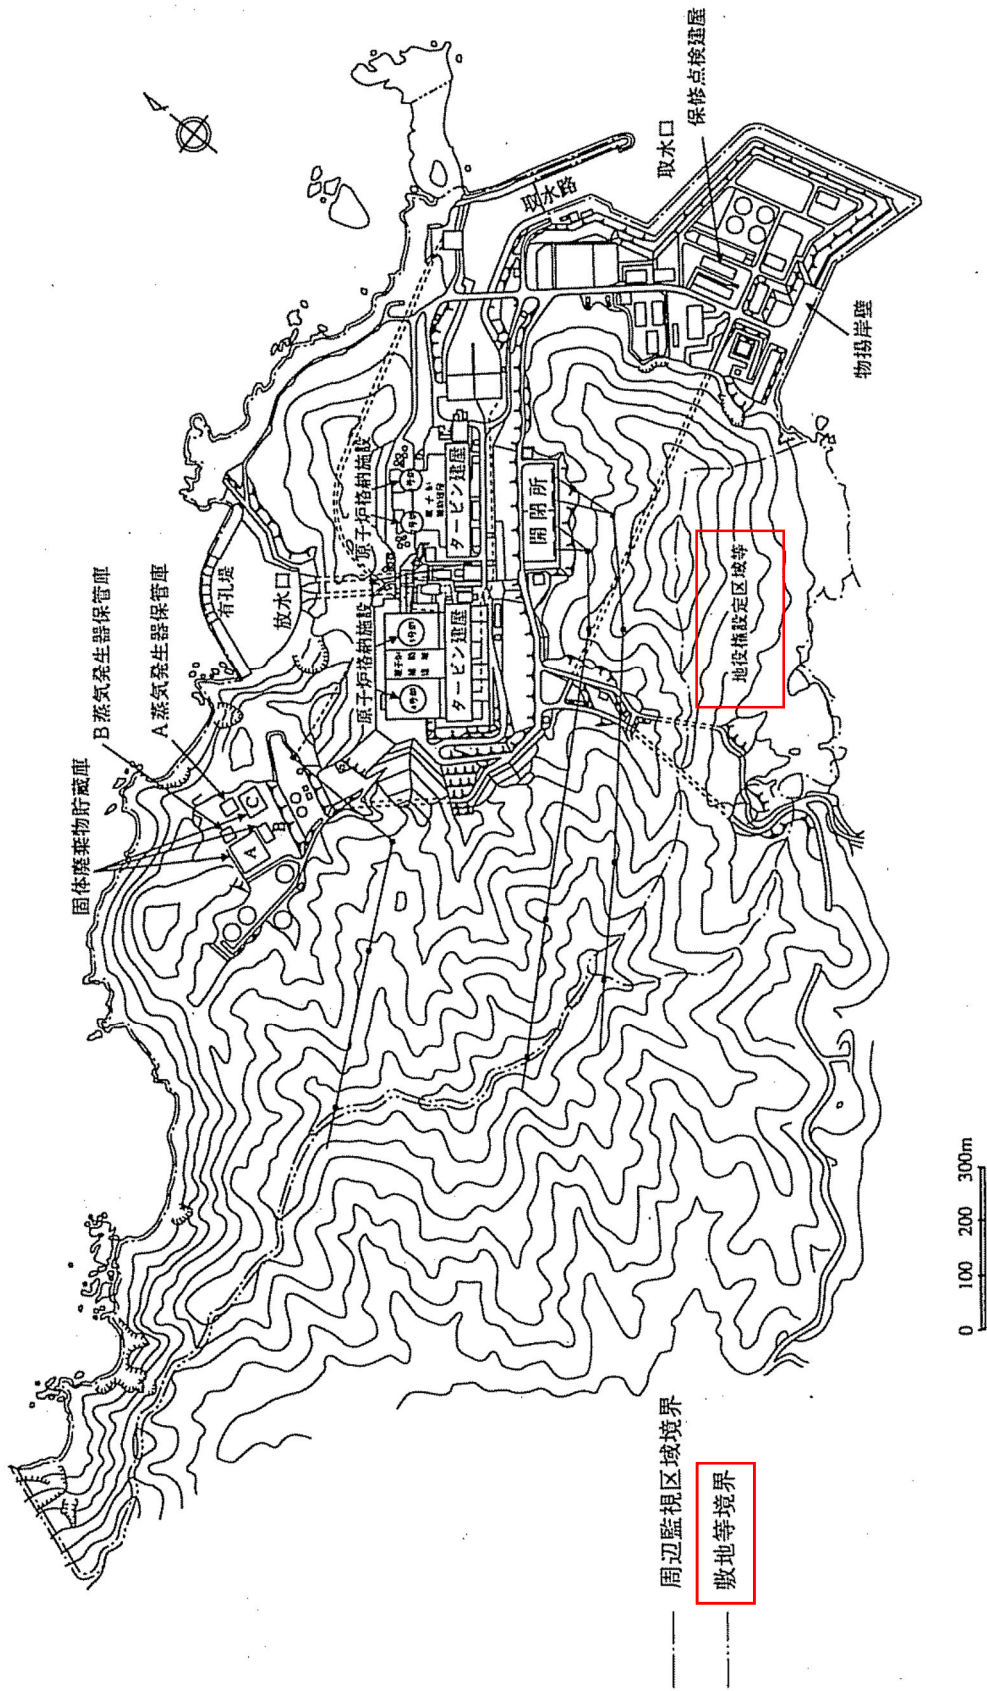 固体廃棄物貯蔵庫
B蒸気発生器保管庫
A蒸気発生器保管庫
有孔堤
放水口
A
B
C
原子炉格納施設
原子炉格納施設
タービン建屋
タービン建屋
開閉所
取水路
取水口
保修点検建屋
物揚岸壁
地役権設定区域等
周辺監視区域境界
敷地等境界
0 100 200 300m